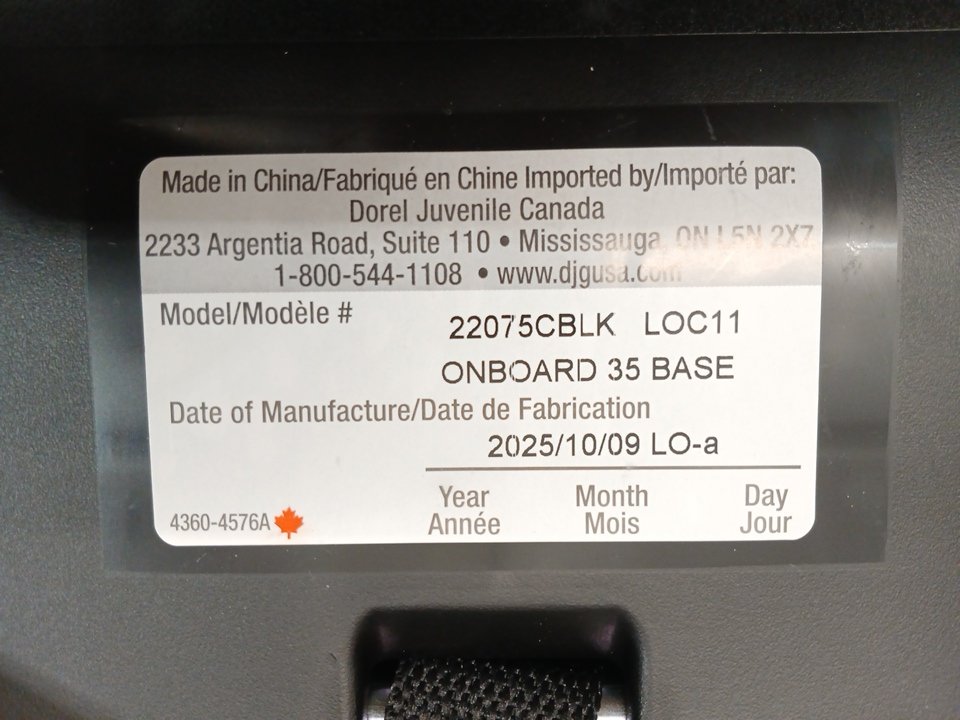 Made in China/Fabriqué en Chine Imported by/Importé par:
Dorel Juvenile Canada
2233 Argentia Road, Suite 110 • Mississauga, ON L5N 2X7
1-800-544-1108 • www.djgusa.com
Model/Modèle #
22075CBLK LOC11
ONBOARD 35 BASE
Date of Manufacture/Date de Fabrication
2025/10/09 LO-a
Year Month Day
Année Mois Jour
4360-4576A